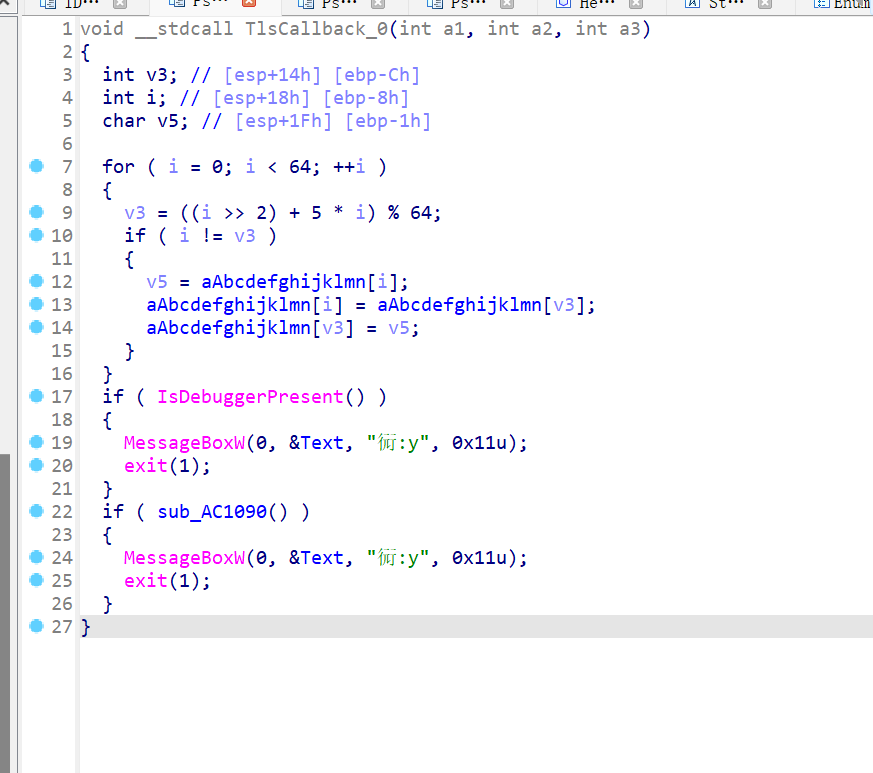 Ps···
Ps···
Ps···
He···
St···
Enum
1 void __stdcall TlsCallback_0(int a1, int a2, int a3)
2 {
3   int v3; // [esp+14h] [ebp-Ch]
4   int i; // [esp+18h] [ebp-8h]
5   char v5; // [esp+1Fh] [ebp-1h]
6
7   for ( i = 0; i < 64; ++i )
8   {
9     v3 = ((i >> 2) + 5 * i) % 64;
10     if ( i != v3 )
11     {
12       v5 = aAbcdefghijklmn[i];
13       aAbcdefghijklmn[i] = aAbcdefghijklmn[v3];
14       aAbcdefghijklmn[v3] = v5;
15     }
16   }
17   if ( IsDebuggerPresent() )
18   {
19     MessageBoxW(0, &Text, ":y", 0x11u);
20     exit(1);
21   }
22   if ( sub_AC1090() )
23   {
24     MessageBoxW(0, &Text, ":y", 0x11u);
25     exit(1);
26   }
27 }